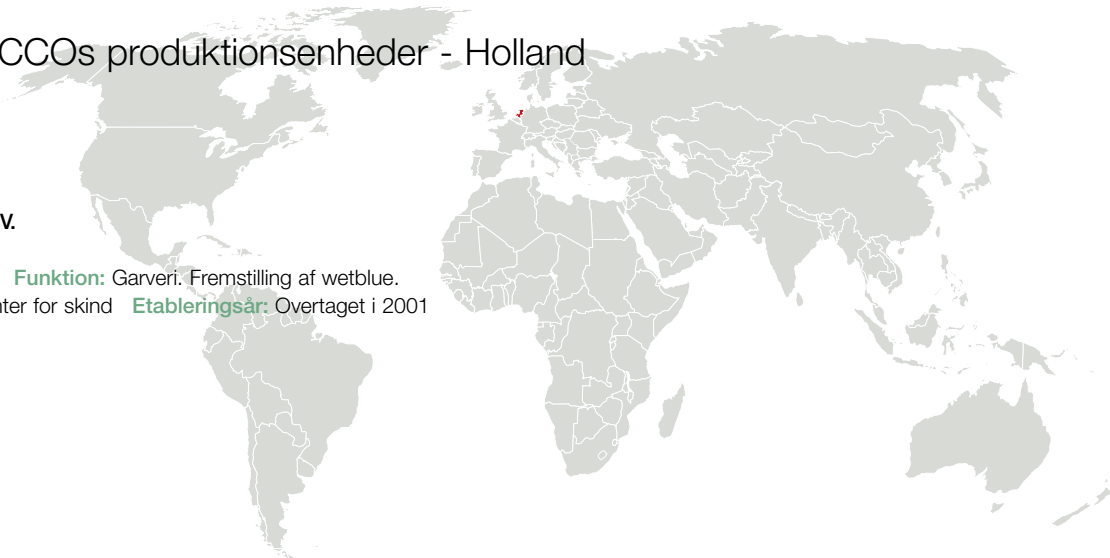 CCOs produktionsenheder - Holland
V.
Funktion: Garveri. Fremstilling af wetblue.
nter for skind Etableringsår: Overtaget i 2001